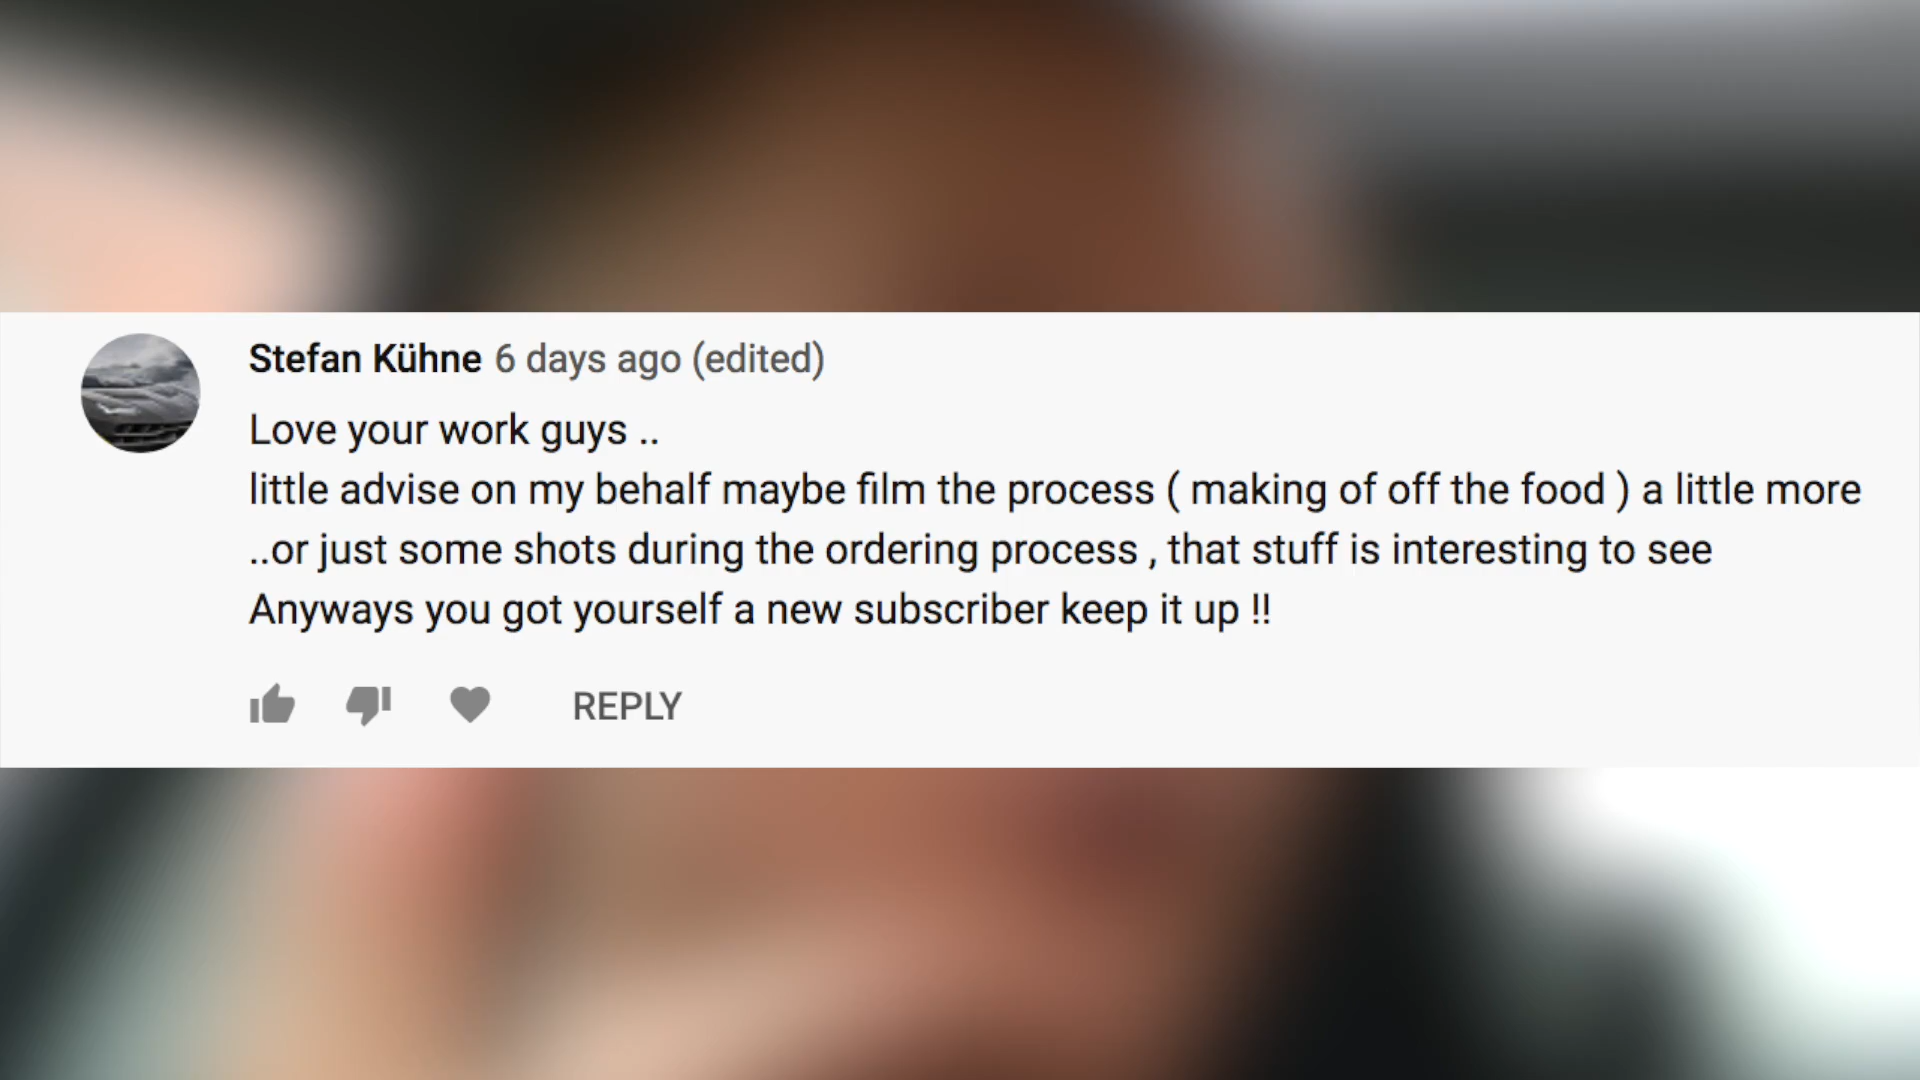 Stefan Kühne 6 days ago (edited)
Love your work guys ..
little advise on my behalf maybe film the process ( making of off the food ) a little more
..or just some shots during the ordering process , that stuff is interesting to see
Anyways you got yourself a new subscriber keep it up !!
REPLY